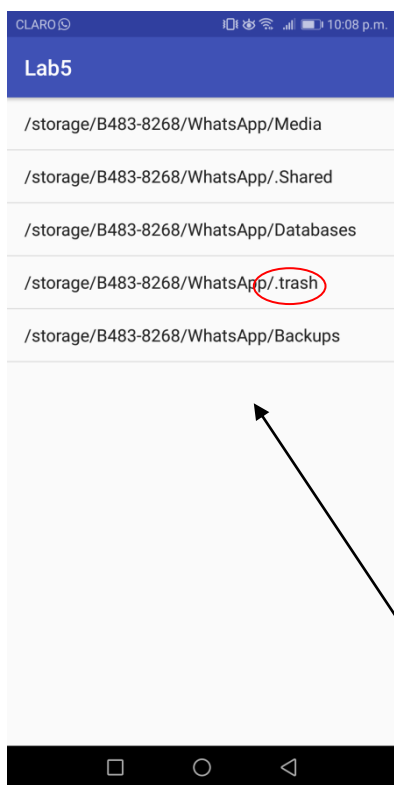 CLARO 10:08 p.m.
Lab5
/storage/B483-8268/WhatsApp/Media
/storage/B483-8268/WhatsApp/.Shared
/storage/B483-8268/WhatsApp/Databases
/storage/B483-8268/WhatsApp/.trash
/storage/B483-8268/WhatsApp/Backups